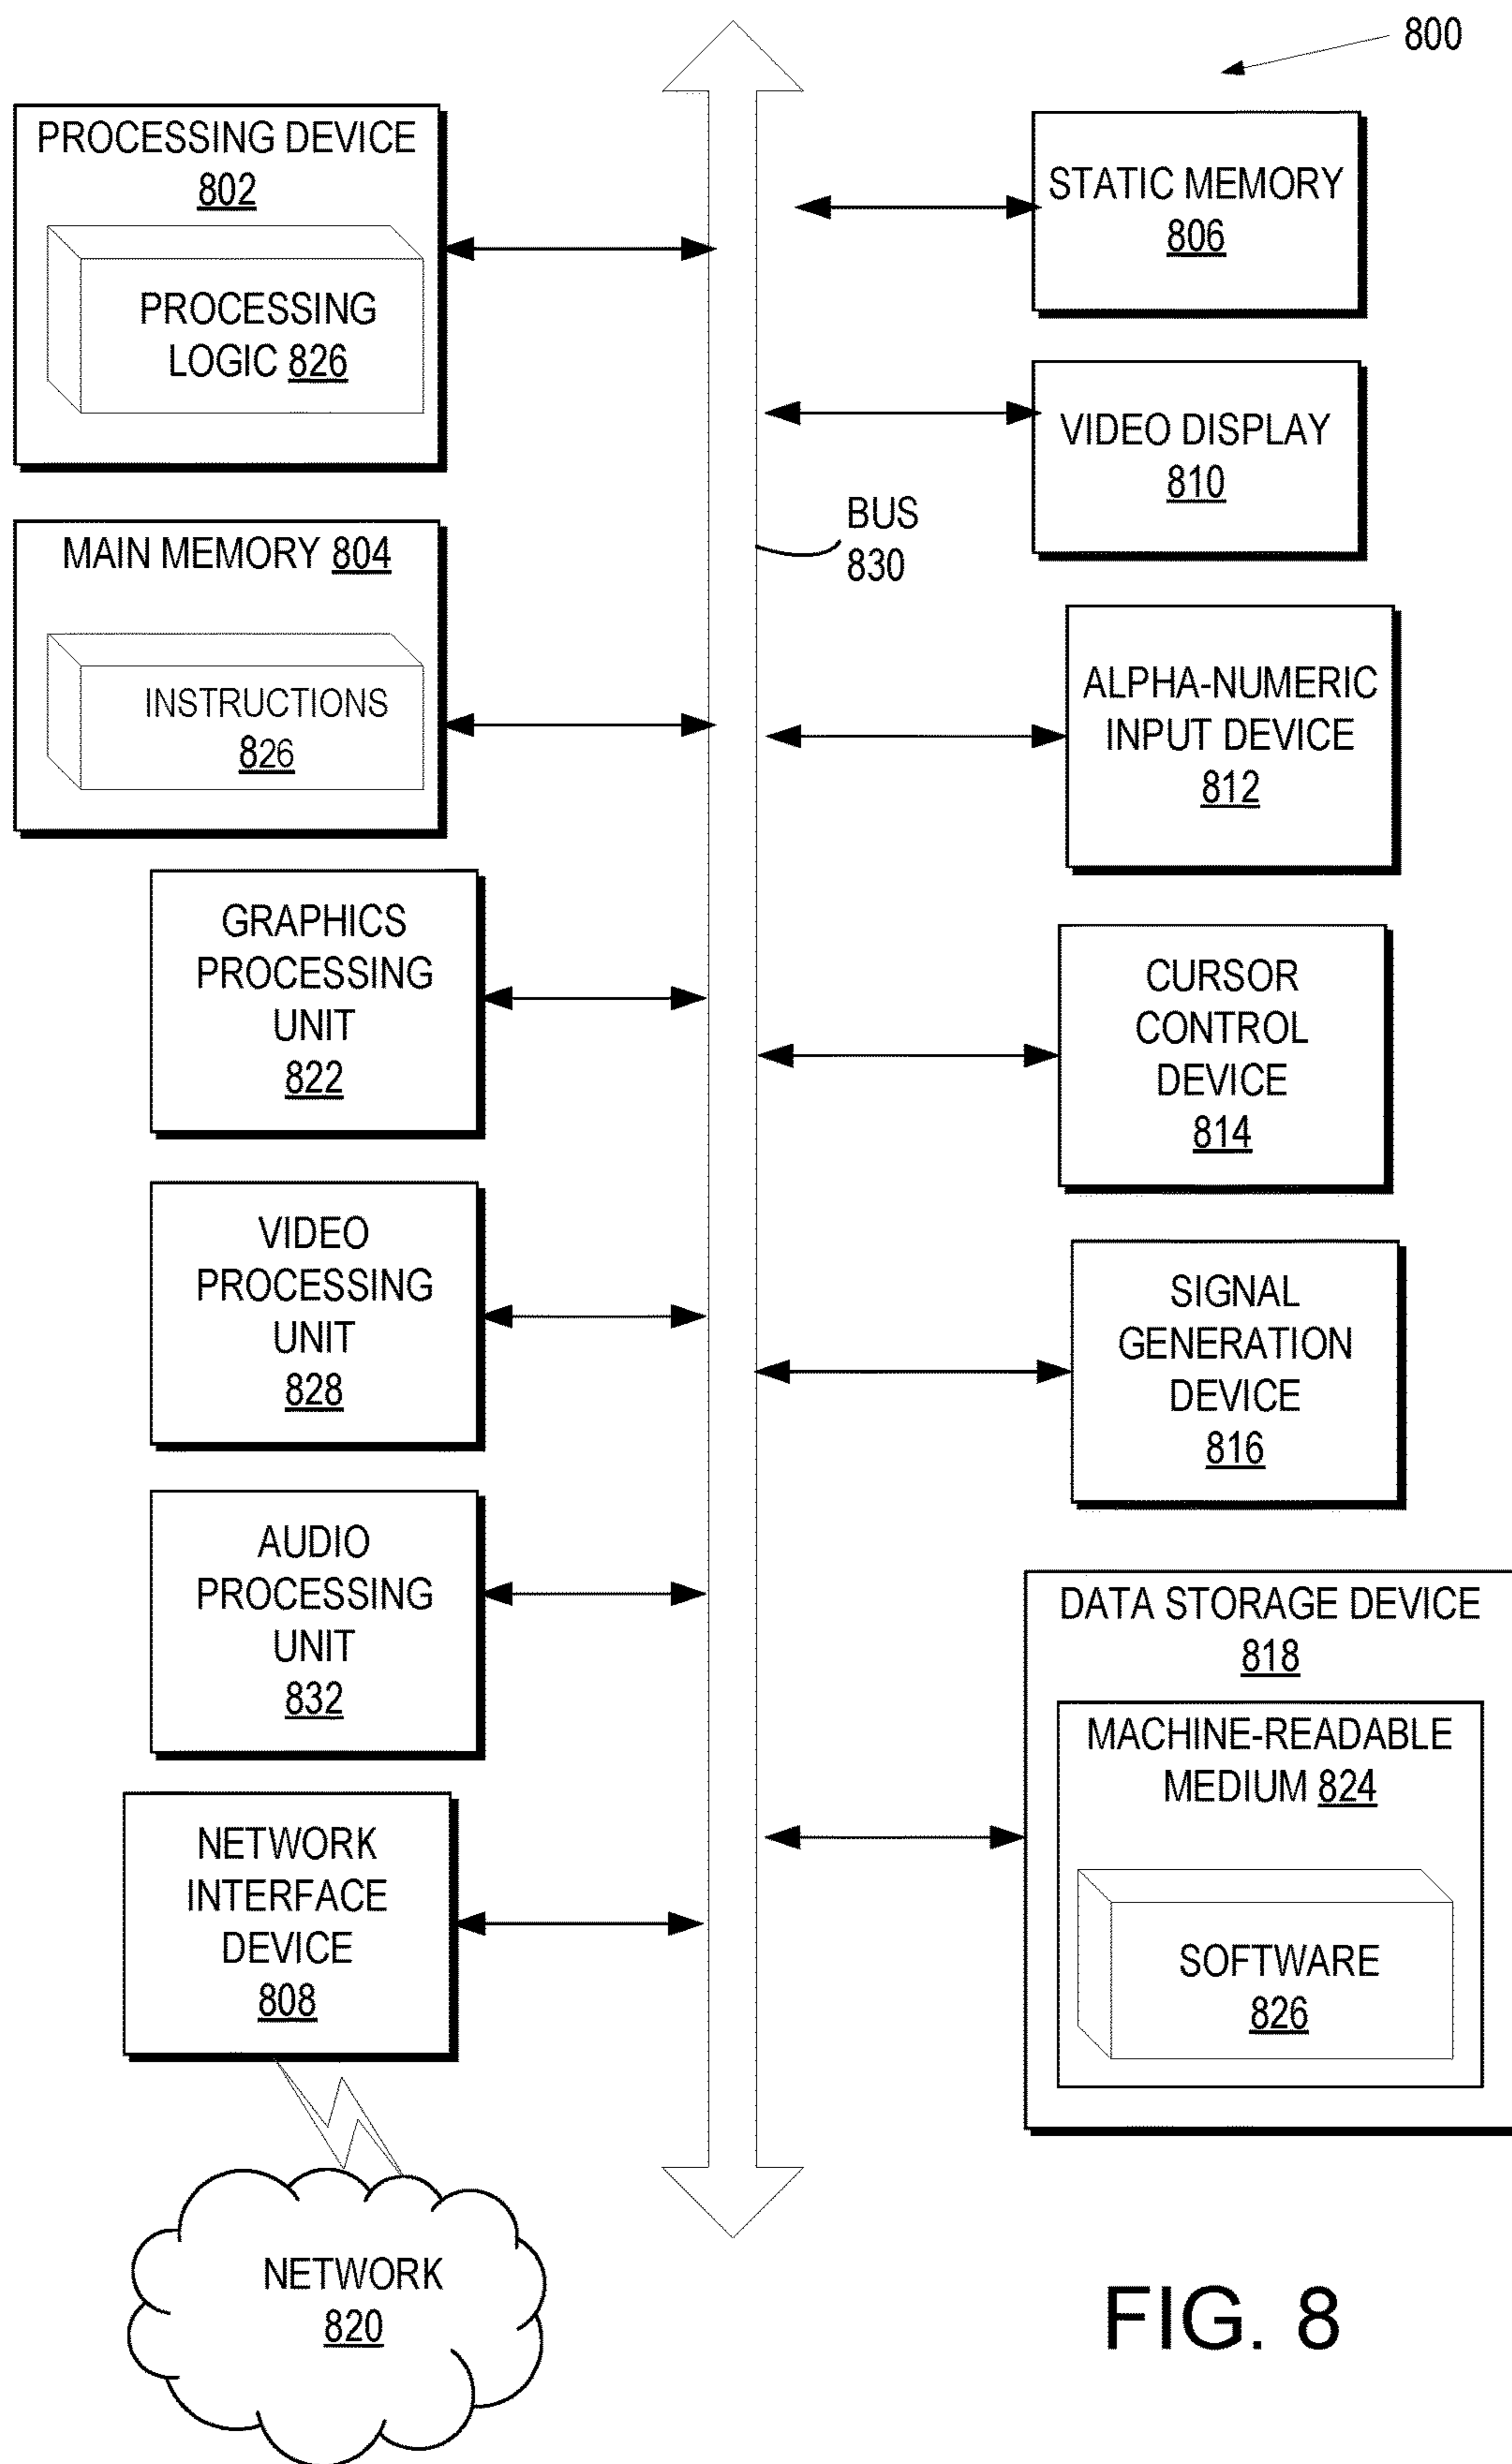 800
PROCESSING DEVICE
802
PROCESSING
LOGIC 826
MAIN MEMORY 804
INSTRUCTIONS
826
GRAPHICS
PROCESSING
UNIT
822
VIDEO
PROCESSING
UNIT
828
AUDIO
PROCESSING
UNIT
832
NETWORK
INTERFACE
DEVICE
808
NETWORK
820
BUS
830
STATIC MEMORY
806
VIDEO DISPLAY
810
ALPHA-NUMERIC
INPUT DEVICE
812
CURSOR
CONTROL
DEVICE
814
SIGNAL
GENERATION
DEVICE
816
DATA STORAGE DEVICE
818
MACHINE-READABLE
MEDIUM 824
SOFTWARE
826
FIG. 8